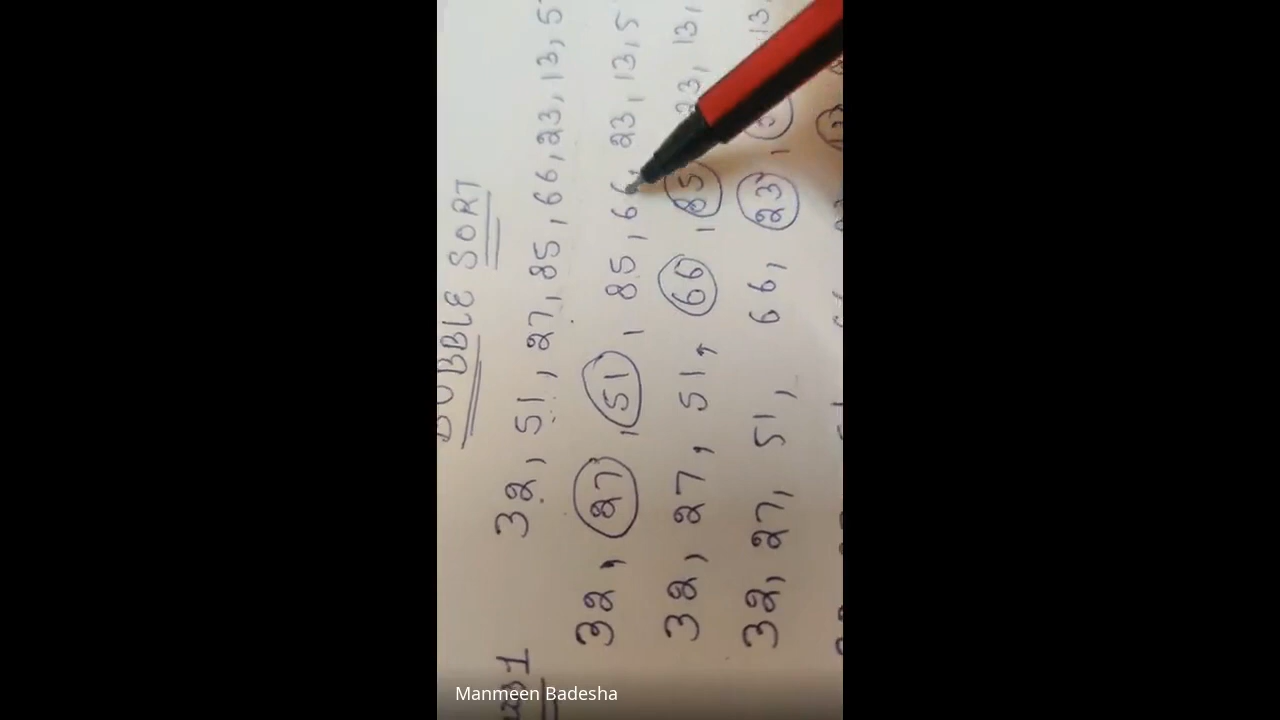 BUBBLE SORT
32, 51, 27, 85, 66, 23, 13, 5
32, 27, 51, 85, 66, 23, 13, 5
32, 27, 51, 66, 85, 23, 13,
32, 27, 51, 66, 23, 13,
Manmeen Badesha